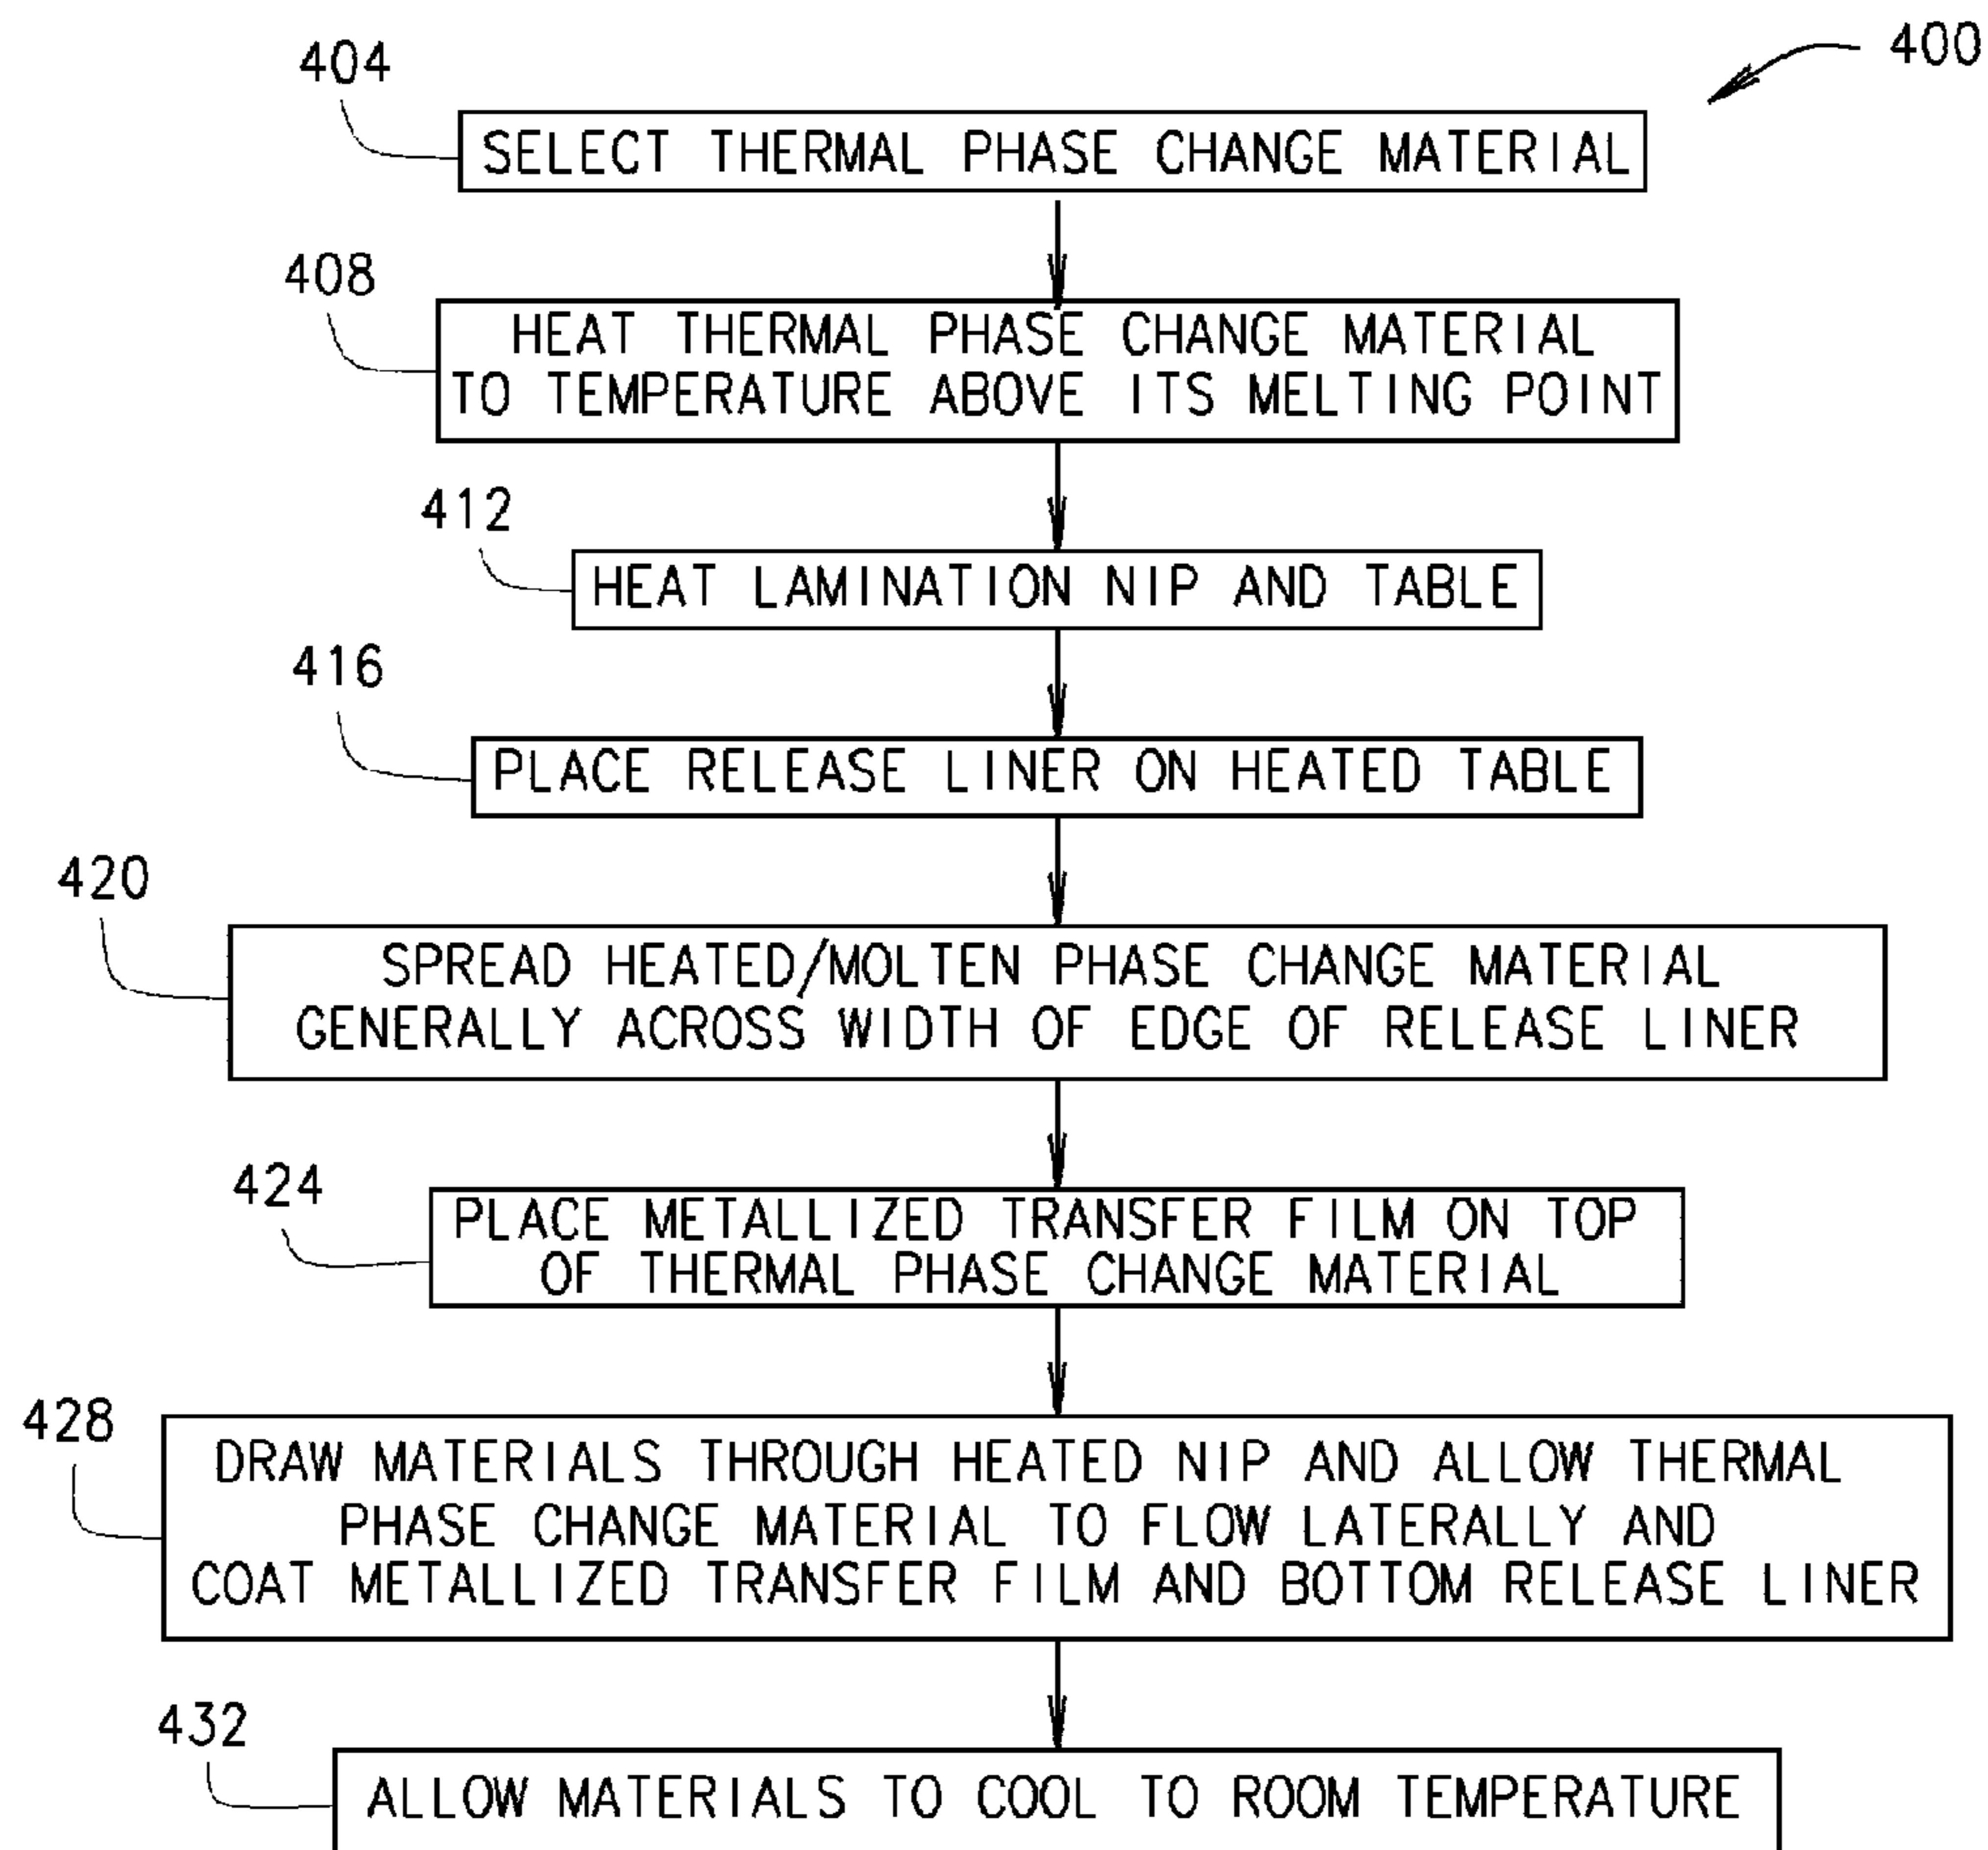 400
404
SELECT THERMAL PHASE CHANGE MATERIAL
408
HEAT THERMAL PHASE CHANGE MATERIAL
TO TEMPERATURE ABOVE ITS MELTING POINT
412
HEAT LAMINATION NIP AND TABLE
416
PLACE RELEASE LINER ON HEATED TABLE
420
SPREAD HEATED/MOLTEN PHASE CHANGE MATERIAL
GENERALLY ACROSS WIDTH OF EDGE OF RELEASE LINER
424
PLACE METALLIZED TRANSFER FILM ON TOP
OF THERMAL PHASE CHANGE MATERIAL
428
DRAW MATERIALS THROUGH HEATED NIP AND ALLOW THERMAL
PHASE CHANGE MATERIAL TO FLOW LATERALLY AND
COAT METALLIZED TRANSFER FILM AND BOTTOM RELEASE LINER
432
ALLOW MATERIALS TO COOL TO ROOM TEMPERATURE